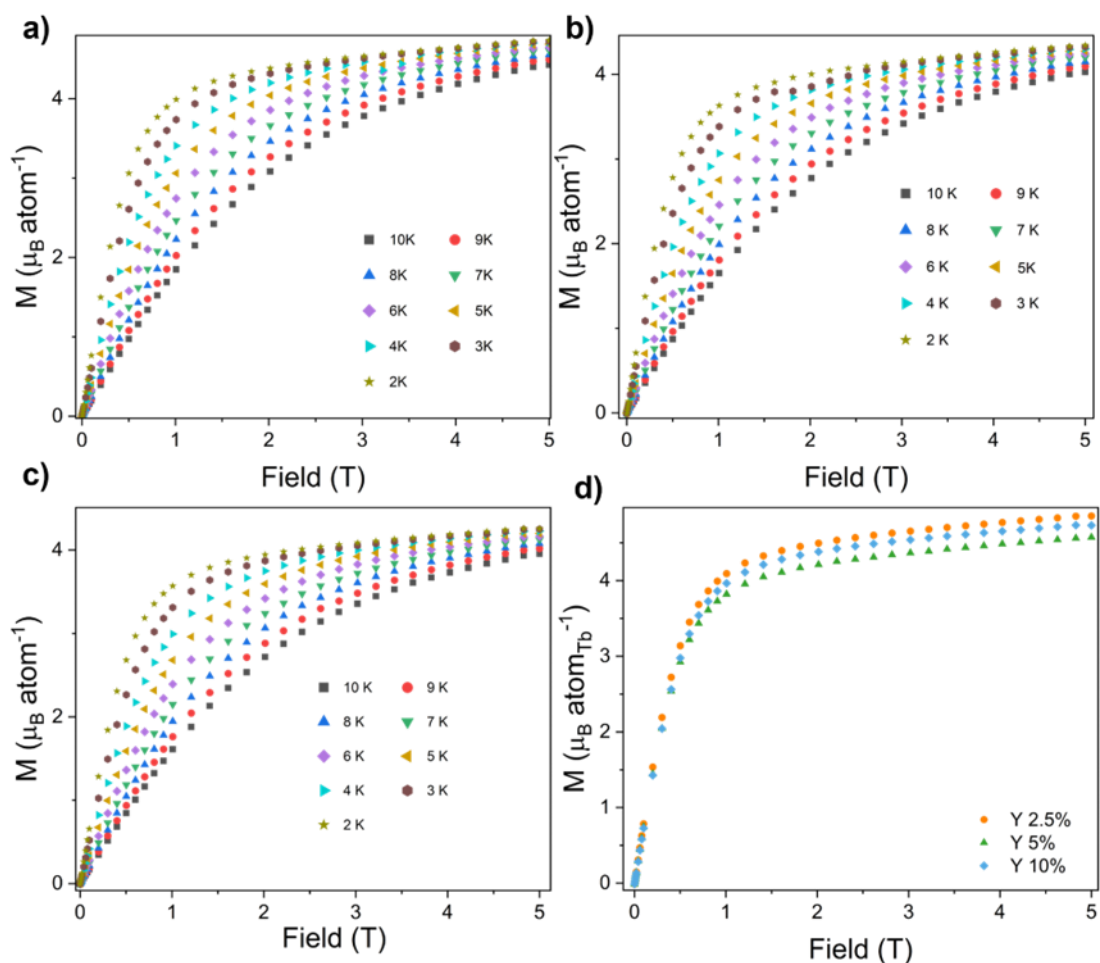 a)
4
2
0
M (μB atom-1)
0 1 2 3 4 5
Field (T)
10K 9K
8K 7K
6K 5K
4K 3K
2K
b)
4
2
0
M (μB atom-1)
0 1 2 3 4 5
Field (T)
10 K 9 K
8 K 7 K
6 K 5K
4 K 3 K
2 K
c)
4
2
0
M (μB atom-1)
0 1 2 3 4 5
Field (T)
10 K 9 K
8 K 7 K
6 K 5 K
4 K 3 K
2 K
d)
5
4
3
2
1
0
M (μB atomTb-1)
0 1 2 3 4 5
Field (T)
Y 2.5%
Y 5%
Y 10%